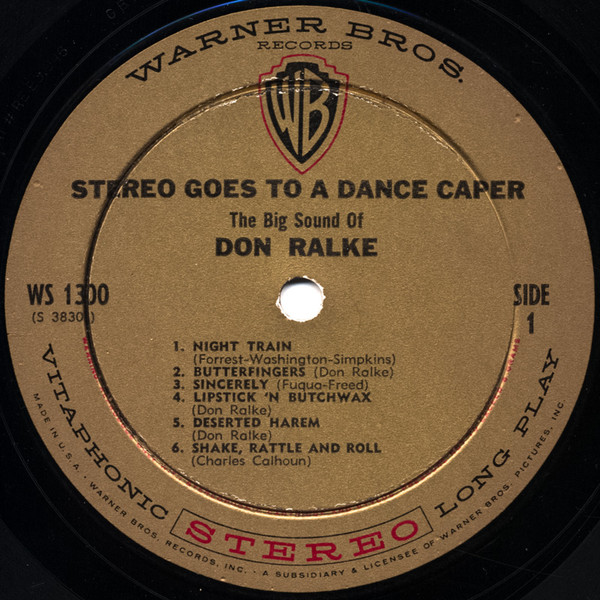 WARNER BROS.
RECORDS
WB
STEREO GOES TO A DANCE CAPER
The Big Sound Of
DON RALKE
WS 1300
SIDE
1
1. NIGHT TRAIN
(Forrest-Washington-Simpkins)
2. BUTTERFINGERS (Don Ralke)
3. SINCERELY (Fuqua-Freed)
4. LIPSTICK 'N BUTCHWAX
(Don Ralke)
5. DESERTED HAREM
(Don Ralke)
6. SHAKE, RATTLE AND ROLL
(Charles Calhoun)
VITAPHONIC STEREO LONG PLAY
MADE IN U.S.A. • WARNER BROS. RECORDS, INC. • A SUBSIDIARY & LICENSEE OF WARNER BROS. PICTURES, INC.